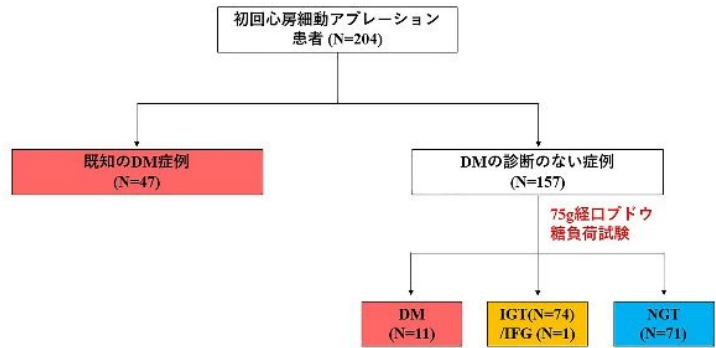 初回心房細動アブレーション
患者 (N=204)
既知のDM症例
(N=47)
DMの診断のない症例
(N=157)
75g経口ブドウ
糖負荷試験
DM
(N=11)
IGT(N=74)
/IFG (N=1)
NGT
(N=71)